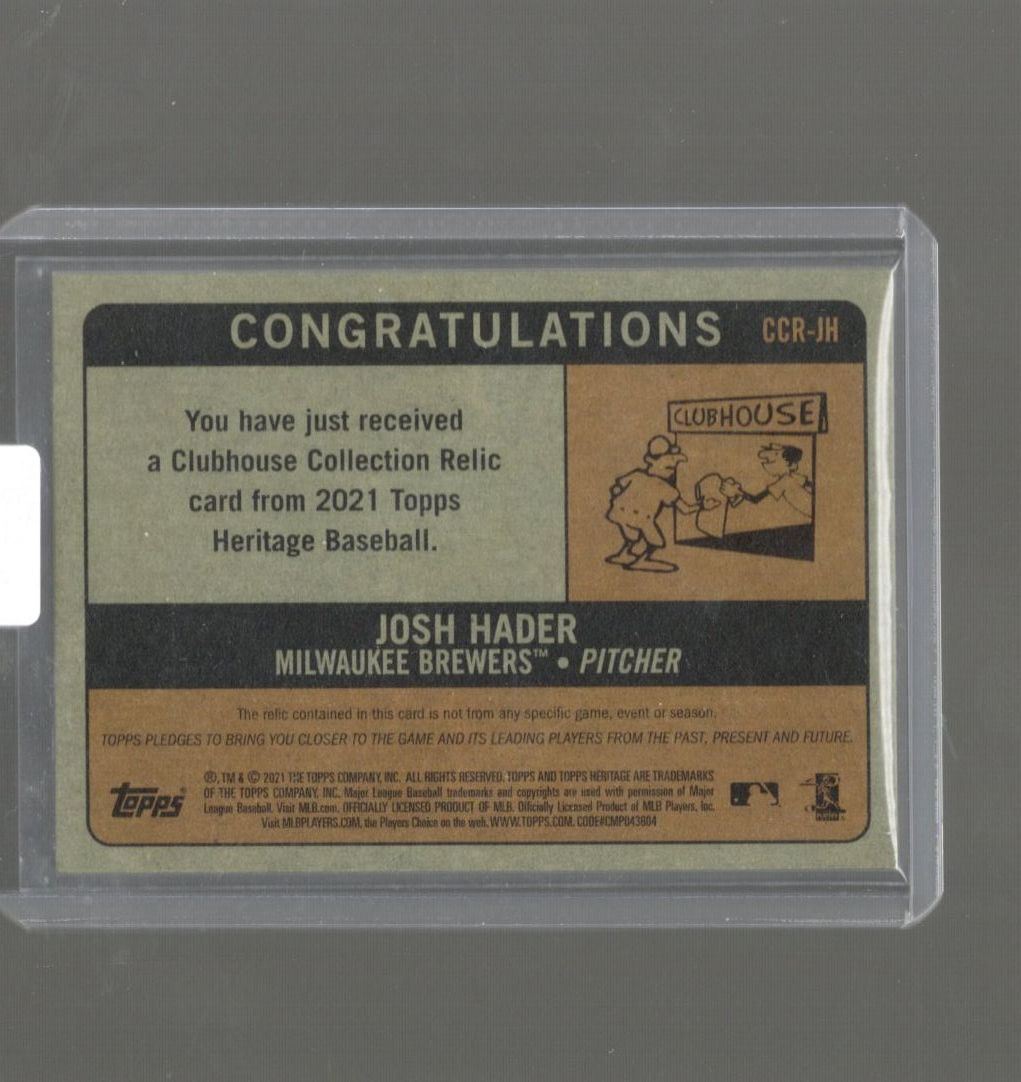 CONGRATULATIONS CCR-JH
You have just received
a Clubhouse Collection Relic
card from 2021 Topps
Heritage Baseball.
CLUBHOUSE
JOSH HADER
MILWAUKEE BREWERS™ • PITCHER
The relic contained in this card is not from any specific game, event or season.
TOPPS PLEDGES TO BRING YOU CLOSER TO THE GAME AND ITS LEADING PLAYERS FROM THE PAST, PRESENT AND FUTURE.
topps
®, TM & © 2021 THE TOPPS COMPANY, INC. ALL RIGHTS RESERVED. TOPPS AND TOPPS HERITAGE ARE TRADEMARKS
OF THE TOPPS COMPANY, INC. Major League Baseball trademarks and copyrights are used with permission of Major
League Baseball. Visit MLB.com. OFFICIALLY LICENSED PRODUCT OF MLB. Officially Licensed Product of MLB Players, Inc.
Visit MLBPLAYERS.COM, the Players Choice on the web. WWW.TOPPS.COM. CODE#CMP043604